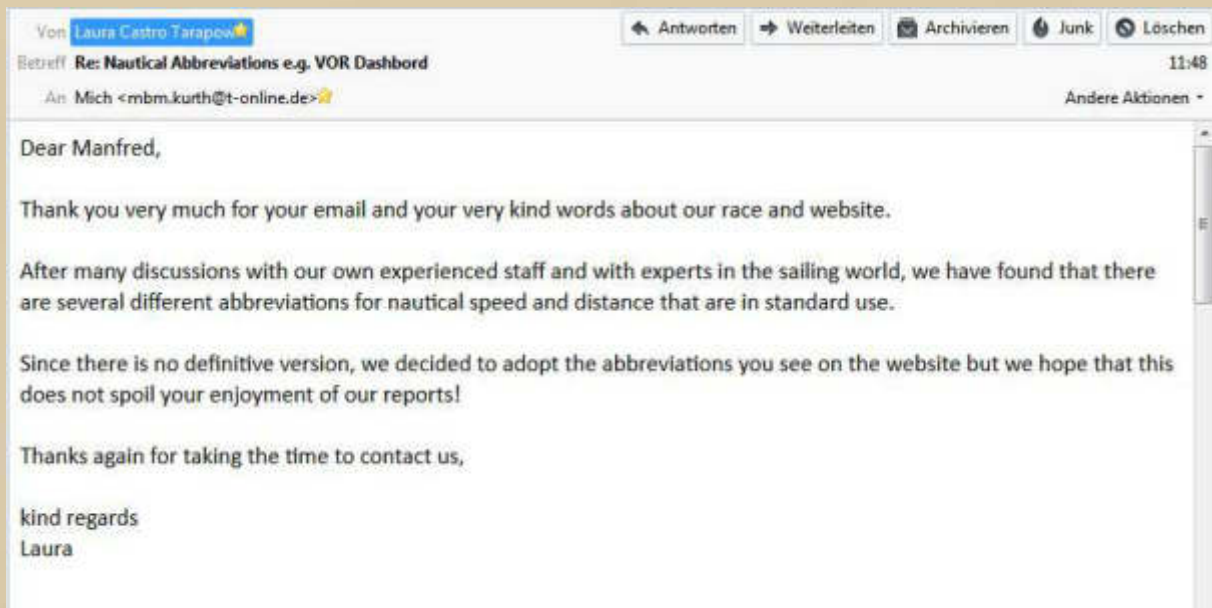 Von Laura Castro Tarapow
Antworten Weiterleiten Archivieren Junk Löschen
Betreff Re: Nautical Abbreviations e.g. VOR Dashbord 11:48
An Mich <mbm.kurth@t-online.de> Andere Aktionen
Dear Manfred,
Thank you very much for your email and your very kind words about our race and website.
After many discussions with our own experienced staff and with experts in the sailing world, we have found that there
are several different abbreviations for nautical speed and distance that are in standard use.
Since there is no definitive version, we decided to adopt the abbreviations you see on the website but we hope that this
does not spoil your enjoyment of our reports!
Thanks again for taking the time to contact us,
kind regards
Laura